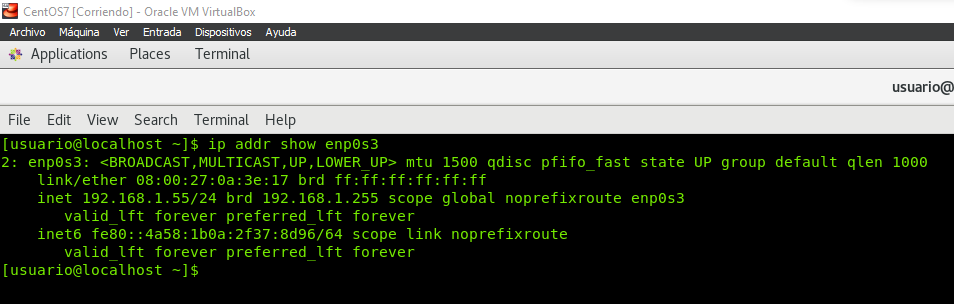 CentOS7 [Corriendo] - Oracle VM VirtualBox
Archivo Máquina Ver Entrada Dispositivos Ayuda
Applications Places Terminal
usuario@
File Edit View Search Terminal Help
[usuario@localhost ~]$ ip addr show enp0s3
2: enp0s3: <BROADCAST,MULTICAST,UP,LOWER_UP> mtu 1500 qdisc pfifo_fast state UP group default qlen 1000
    link/ether 08:00:27:0a:3e:17 brd ff:ff:ff:ff:ff:ff
    inet 192.168.1.55/24 brd 192.168.1.255 scope global noprefixroute enp0s3
       valid_lft forever preferred_lft forever
    inet6 fe80::4a58:1b0a:2f37:8d96/64 scope link noprefixroute
       valid_lft forever preferred_lft forever
[usuario@localhost ~]$